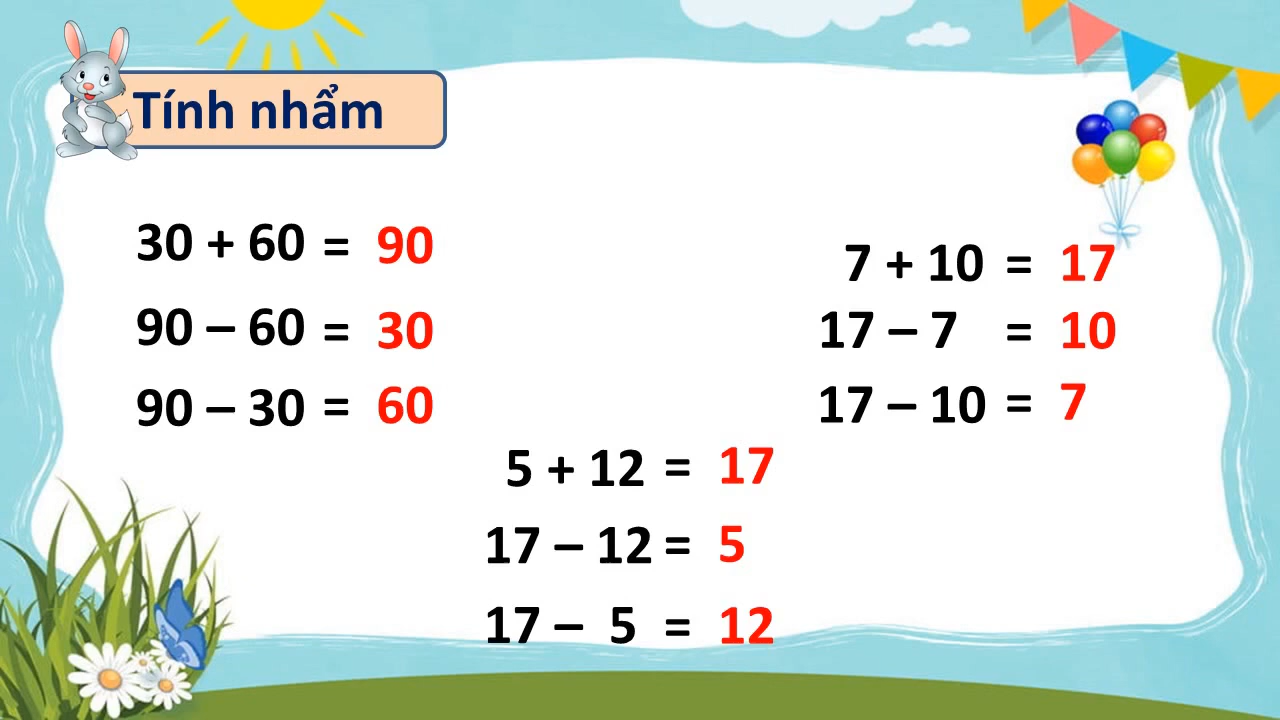 Tính nhẩm
30 + 60 = 90
90 – 60 = 30
90 – 30 = 60
7 + 10 = 17
17 – 7 = 10
17 – 10 = 7
5 + 12 = 17
17 – 12 = 5
17 – 5 = 12